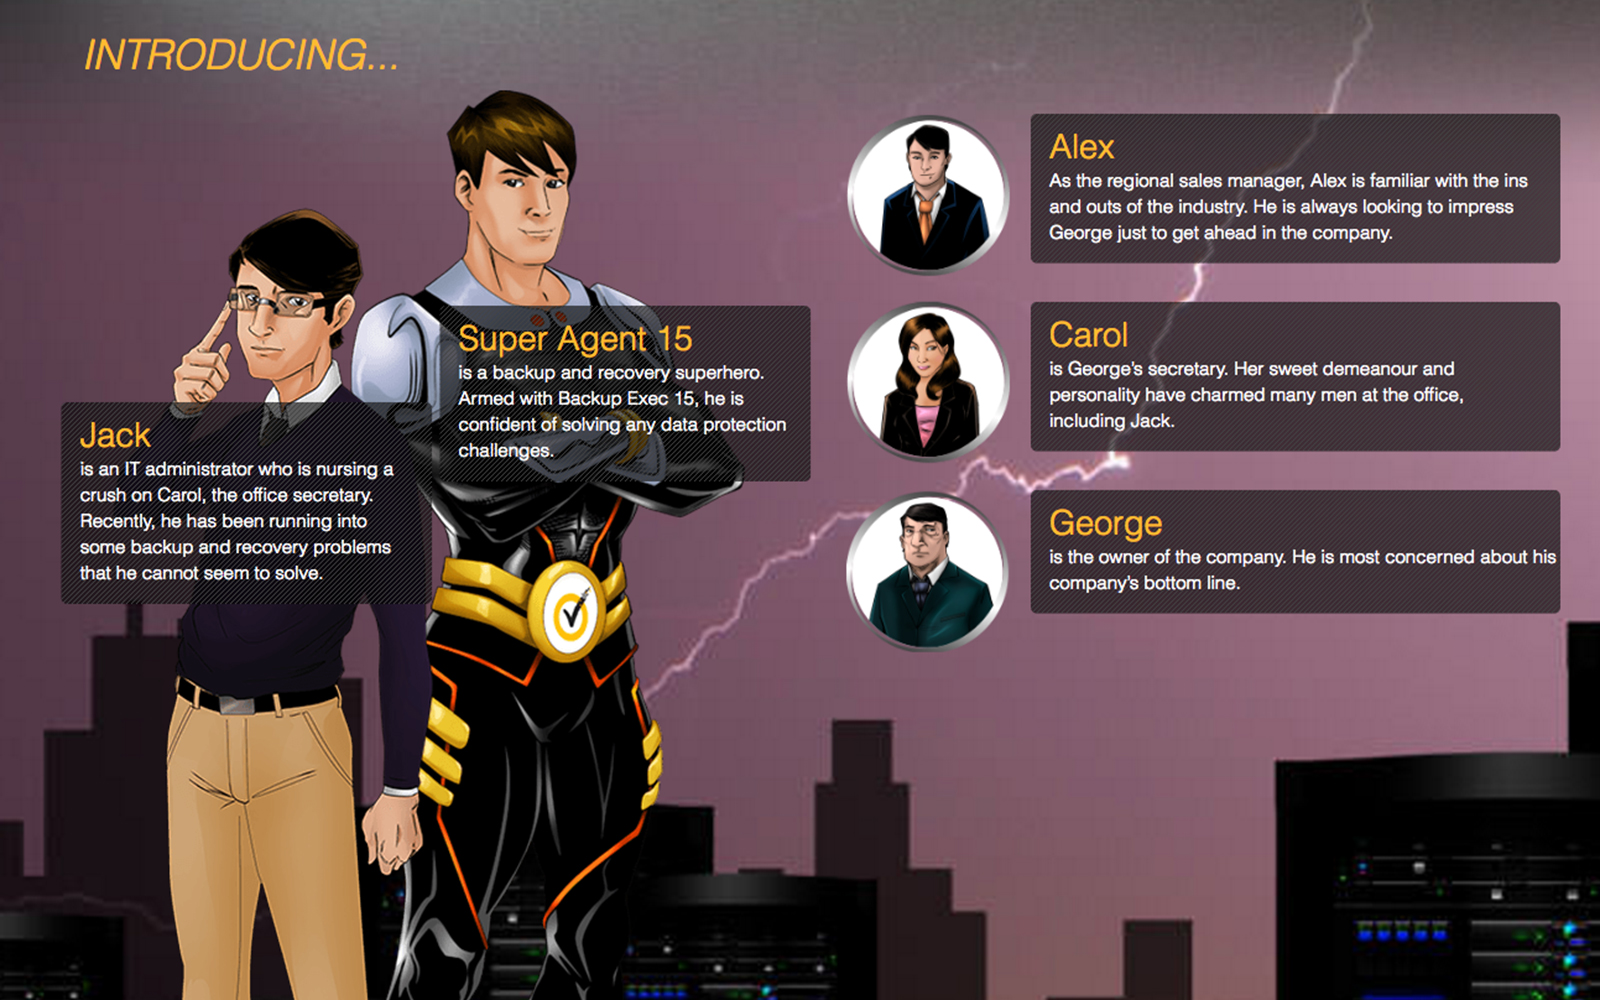 INTRODUCING...
Jack
is an IT administrator who is nursing a
crush on Carol, the office secretary.
Recently, he has been running into
some backup and recovery problems
that he cannot seem to solve.
Super Agent 15
is a backup and recovery superhero.
Armed with Backup Exec 15, he is
confident of solving any data protection
challenges.
Alex
As the regional sales manager, Alex is familiar with the ins
and outs of the industry. He is always looking to impress
George just to get ahead in the company.
Carol
is George's secretary. Her sweet demeanour and
personality have charmed many men at the office,
including Jack.
George
is the owner of the company. He is most concerned about his
company's bottom line.